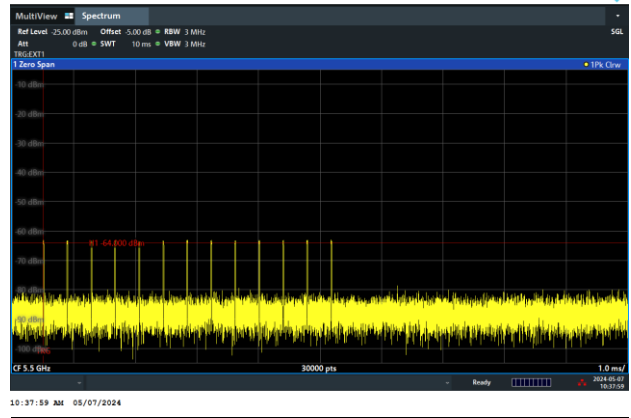 MultiView Spectrum
Ref Level -25.00 dBm Offset -5.00 dB RBW 3 MHz SGL
Att 0 dB SWT 10 ms VBW 3 MHz
TRG:EXT1
1 Zero Span 1Pk Clrw
-10 dBm
-20 dBm
-30 dBm
-40 dBm
-50 dBm
-60 dBm
H1 -64.000 dBm
-70 dBm
-80 dBm
-90 dBm
-100 dBm
CF 5.5 GHz 30000 pts 1.0 ms/
Ready 2024-05-07
10:37:59
10:37:59 AM 05/07/2024